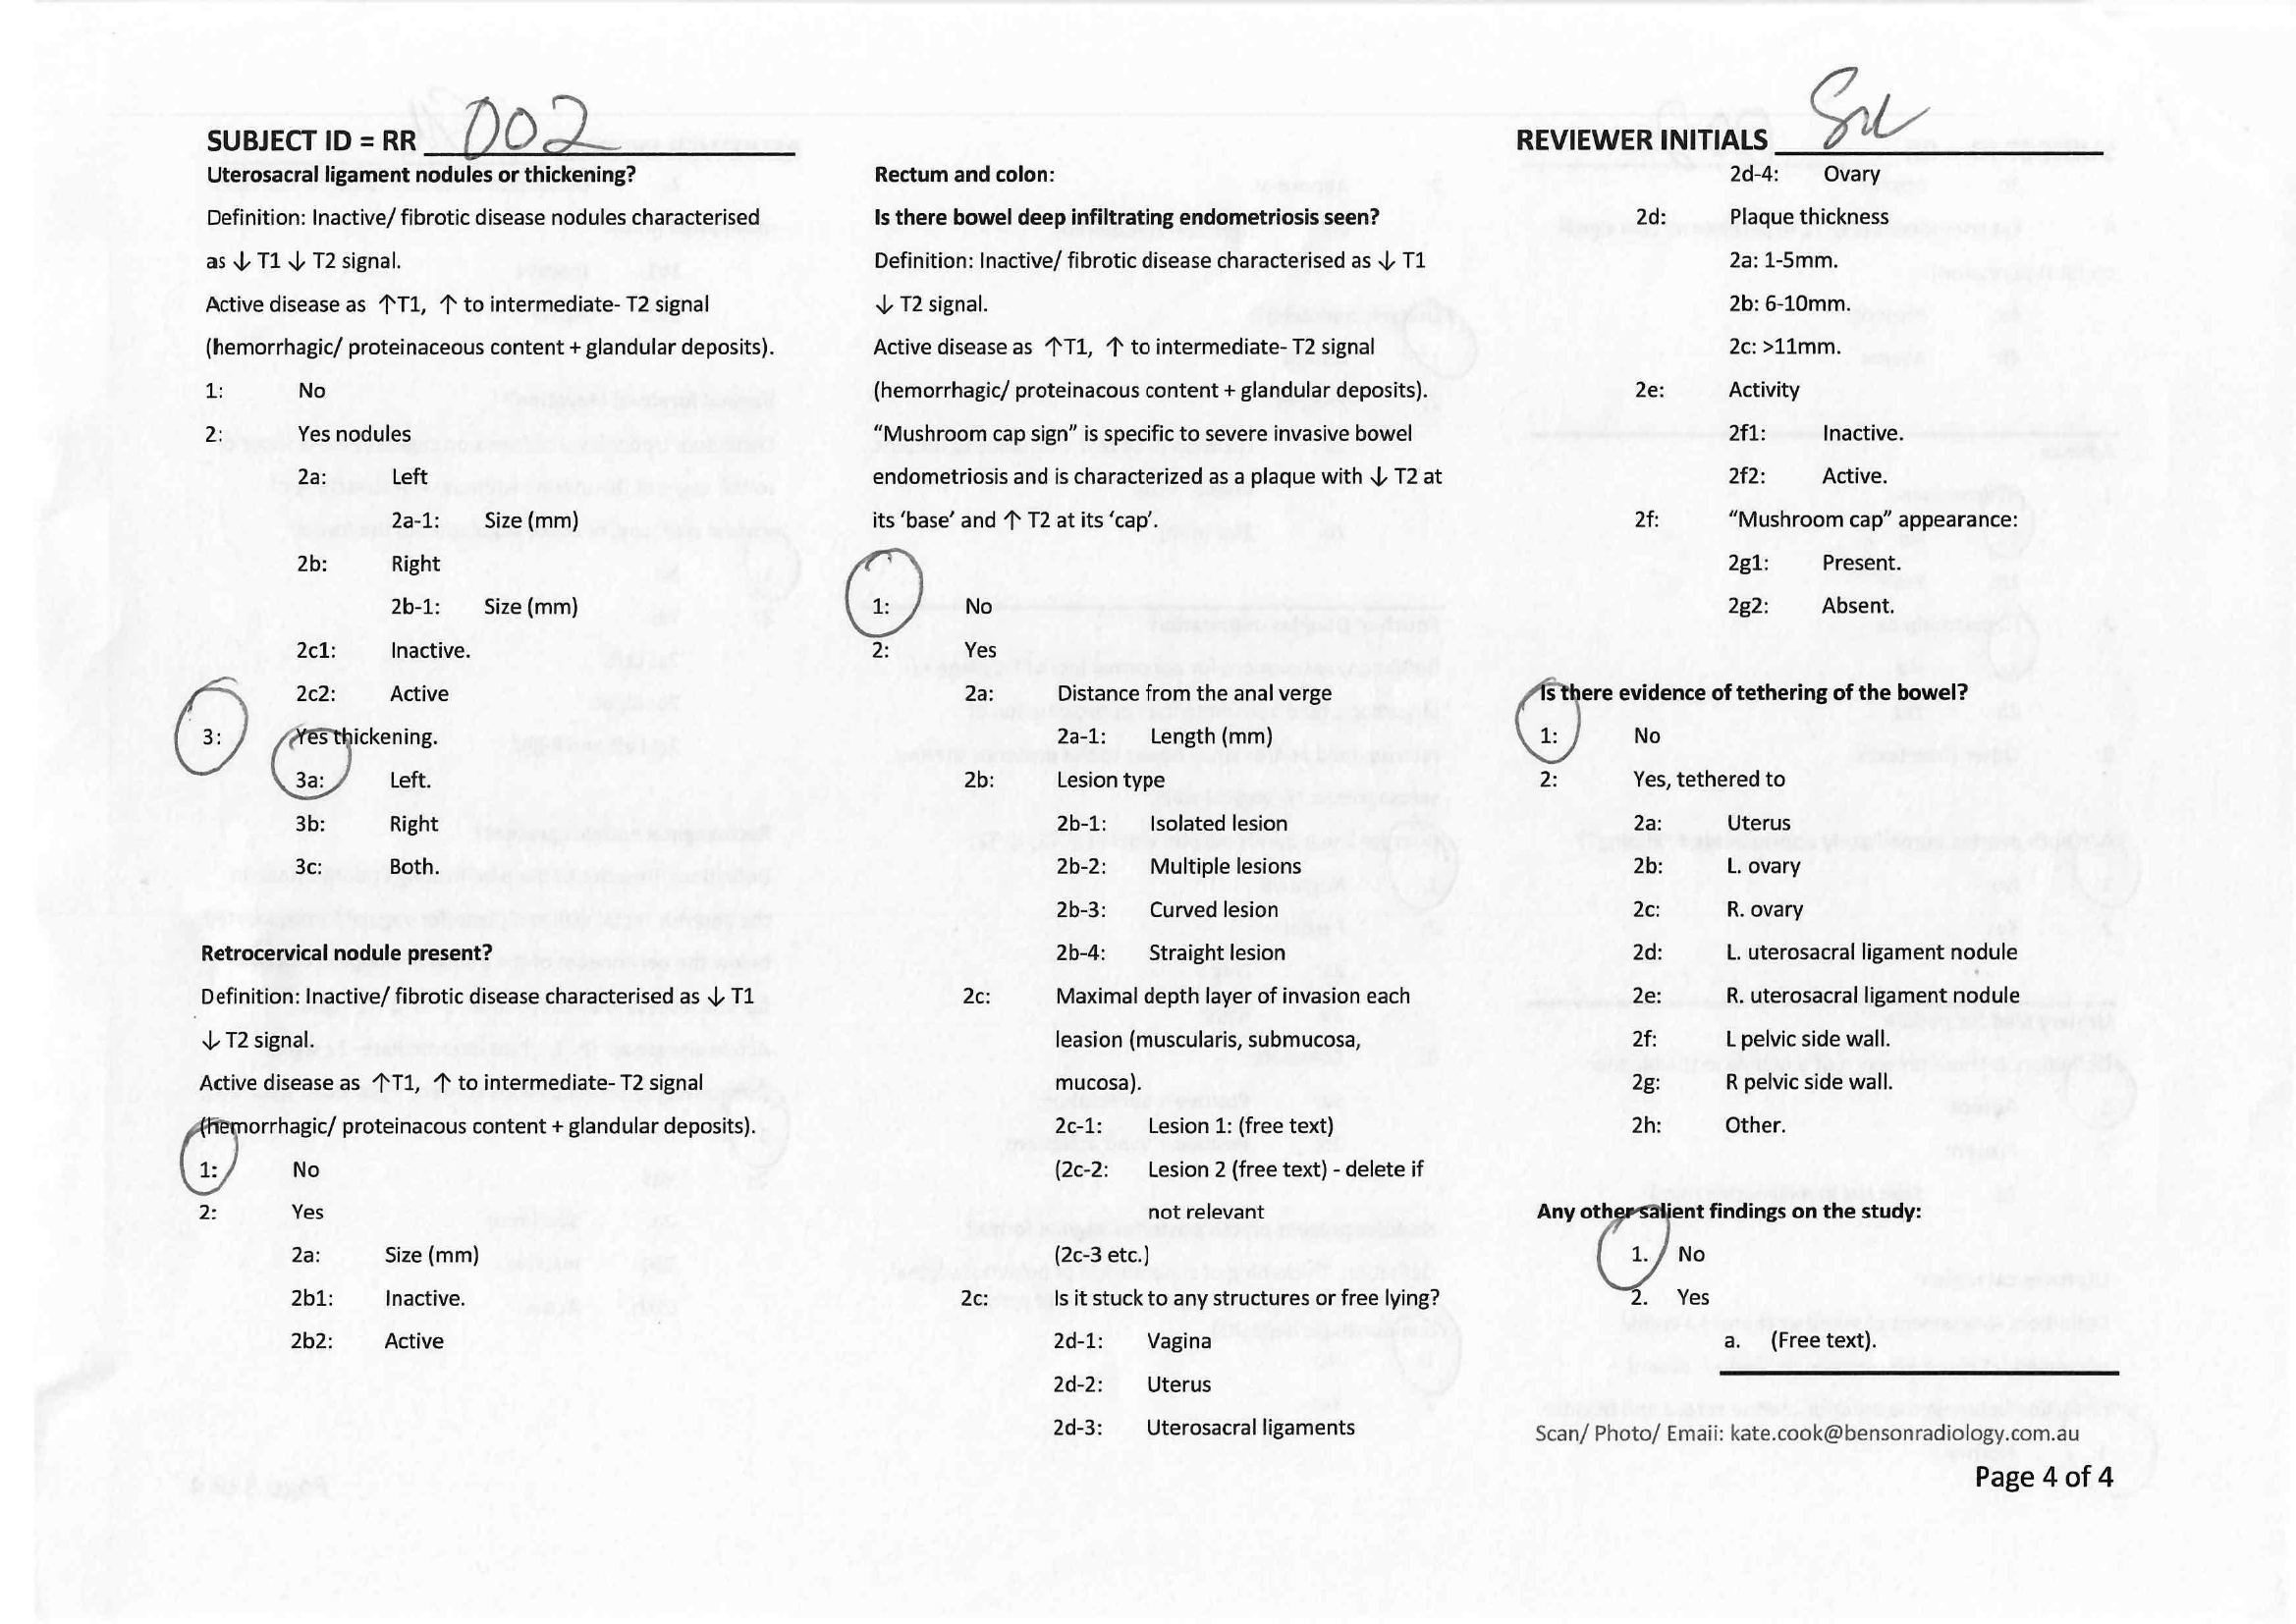 SUBJECT ID = RR 002
Uterosacral ligament nodules or thickening?
Definition: Inactive/ fibrotic disease nodules characterised
as ↓ T1 ↓ T2 signal.
Active disease as ↑T1, ↑ to intermediate- T2 signal
(hemorrhagic/ proteinaceous content + glandular deposits).
1: No
2: Yes nodules
2a: Left
2a-1: Size (mm)
2b: Right
2b-1: Size (mm)
2c1: Inactive.
2c2: Active
3: Yes thickening.
3a: Left.
3b: Right
3c: Both.
Retrocervical nodule present?
Definition: Inactive/ fibrotic disease characterised as ↓ T1
↓ T2 signal.
Active disease as ↑T1, ↑ to intermediate- T2 signal
(hemorrhagic/ proteinacous content + glandular deposits).
1: No
2: Yes
2a: Size (mm)
2b1: Inactive.
2b2: Active
Rectum and colon:
Is there bowel deep infiltrating endometriosis seen?
Definition: Inactive/ fibrotic disease characterised as ↓ T1
↓ T2 signal.
Active disease as ↑T1, ↑ to intermediate- T2 signal
(hemorrhagic/ proteinacous content + glandular deposits).
“Mushroom cap sign” is specific to severe invasive bowel
endometriosis and is characterized as a plaque with ↓ T2 at
its ‘base’ and ↑ T2 at its ‘cap’.
1: No
2: Yes
2a: Distance from the anal verge
2a-1: Length (mm)
2b: Lesion type
2b-1: Isolated lesion
2b-2: Multiple lesions
2b-3: Curved lesion
2b-4: Straight lesion
2c: Maximal depth layer of invasion each
leasion (muscularis, submucosa,
mucosa).
2c-1: Lesion 1: (free text)
(2c-2: Lesion 2 (free text) - delete if
not relevant
(2c-3 etc.)
2c: Is it stuck to any structures or free lying?
2d-1: Vagina
2d-2: Uterus
2d-3: Uterosacral ligaments
REVIEWER INITIALS
2d-4: Ovary
2d: Plaque thickness
2a: 1-5mm.
2b: 6-10mm.
2c: >11mm.
2e: Activity
2f1: Inactive.
2f2: Active.
2f: “Mushroom cap” appearance:
2g1: Present.
2g2: Absent.
Is there evidence of tethering of the bowel?
1: No
2: Yes, tethered to
2a: Uterus
2b: L. ovary
2c: R. ovary
2d: L. uterosacral ligament nodule
2e: R. uterosacral ligament nodule
2f: L pelvic side wall.
2g: R pelvic side wall.
2h: Other.
Any other salient findings on the study:
1. No
2. Yes
a. (Free text).
Scan/ Photo/ Email: kate.cook@bensonradiology.com.au
Page 4 of 4